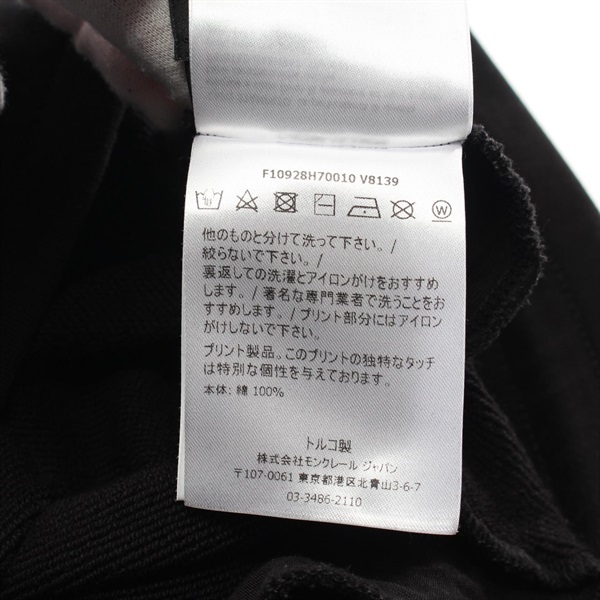 F10928H70010 V8139
W
他のものと分けて洗って下さい。/
絞らないで下さい。/
裏返しての洗濯とアイロンがけをおすすめ
します。/ 著名な専門業者で洗うことをお
すすめします。/ プリント部分にはアイロン
がけしないで下さい。
プリント製品。このプリントの独特なタッチ
は特別な個性を与えております。
本体: 綿 100%
トルコ製
株式会社モンクレール ジャパン
〒107-0061 東京都港区北青山3-6-7
03-3486-2110